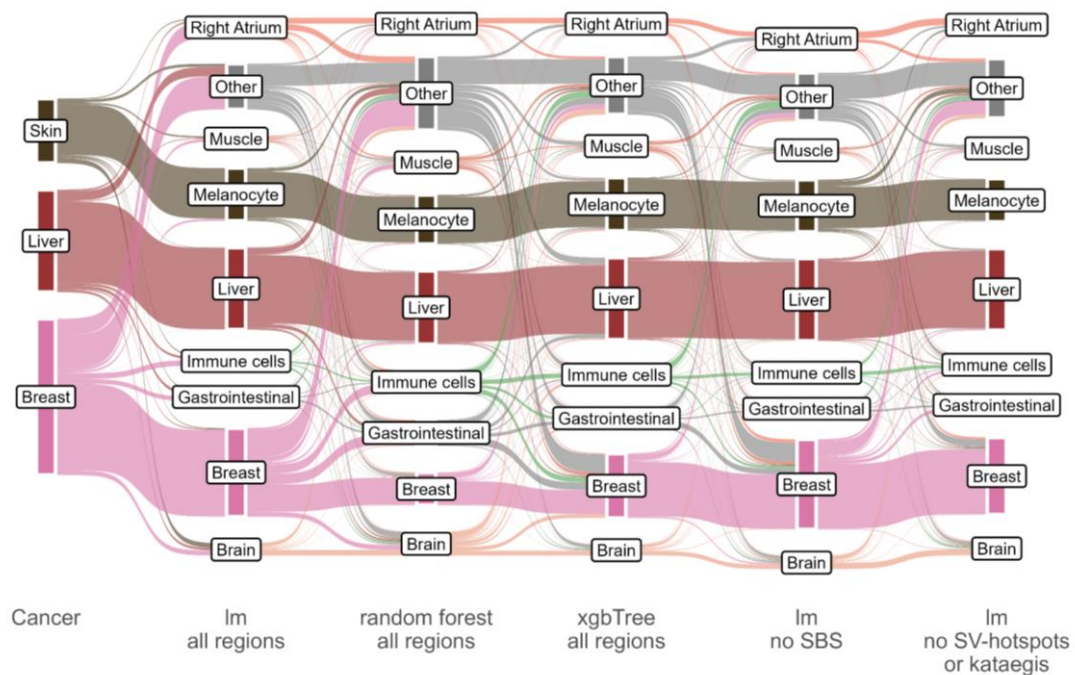 Skin
Liver
Breast
Right Atrium
Other
Muscle
Melanocyte
Liver
Immune cells
Gastrointestinal
Breast
Brain
Right Atrium
Other
Muscle
Melanocyte
Liver
Immune cells
Gastrointestinal
Breast
Brain
Right Atrium
Other
Muscle
Melanocyte
Liver
Immune cells
Gastrointestinal
Breast
Brain
Right Atrium
Other
Muscle
Melanocyte
Liver
Immune cells
Gastrointestinal
Breast
Brain
Right Atrium
Other
Muscle
Melanocyte
Liver
Immune cells
Gastrointestinal
Breast
Brain
Cancer
lm
all regions
random forest
all regions
xgbTree
all regions
lm
no SBS
lm
no SV-hotspots
or kataegis